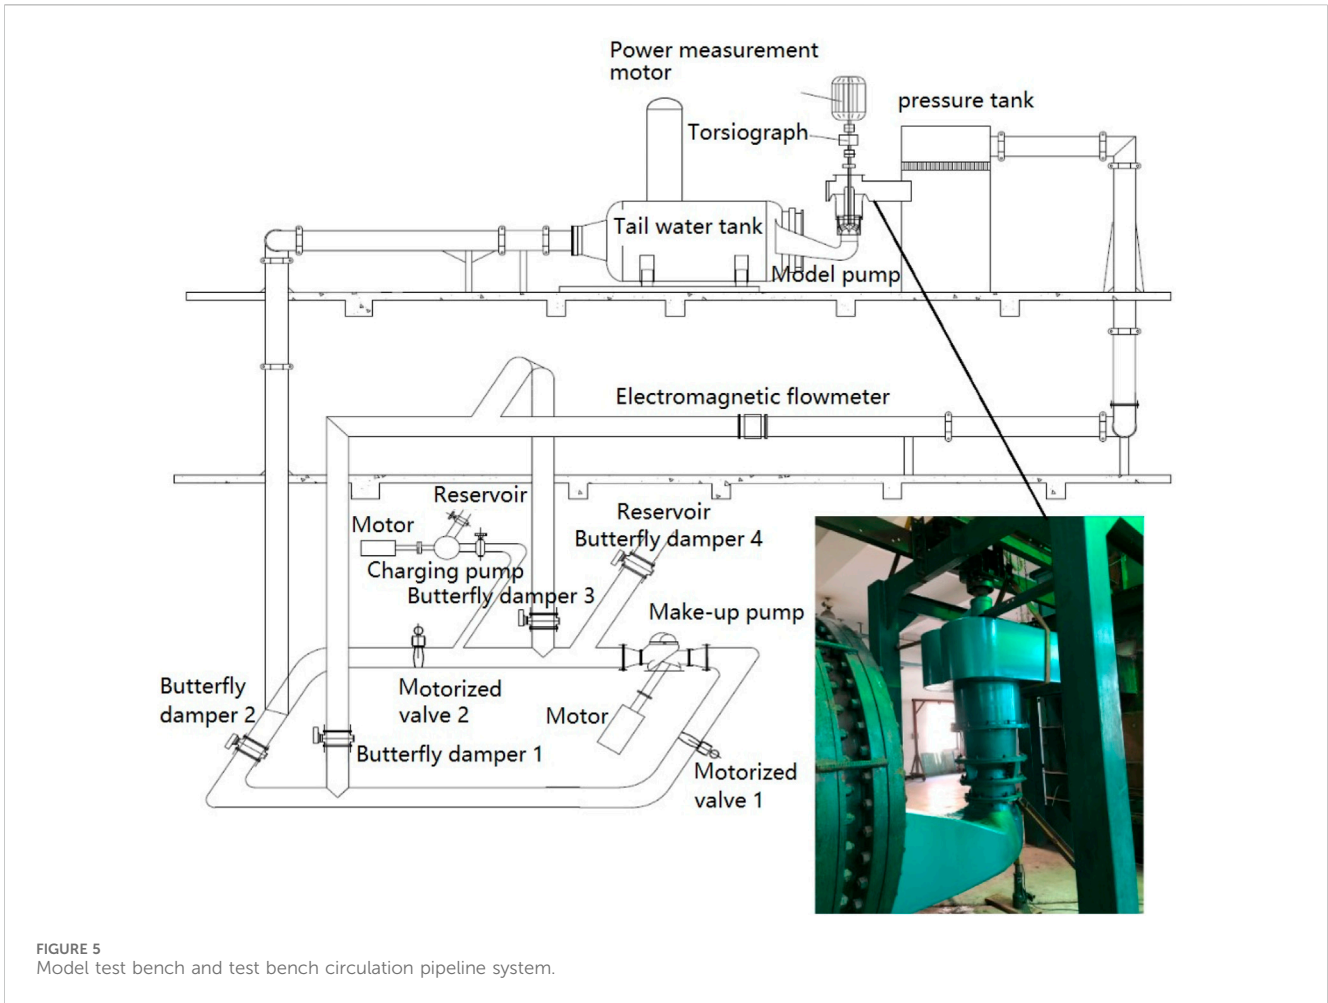 Power measurement
motor
pressure tank
Torsiograph
Tail water tank
Model pump
Electromagnetic flowmeter
Reservoir
Motor
Reservoir
Butterfly damper 4
Charging pump
Butterfly damper 3
Make-up pump
Butterfly
damper 2
Motorized
valve 2
Motor
Butterfly damper 1
Motorized
valve 1
FIGURE 5
Model test bench and test bench circulation pipeline system.